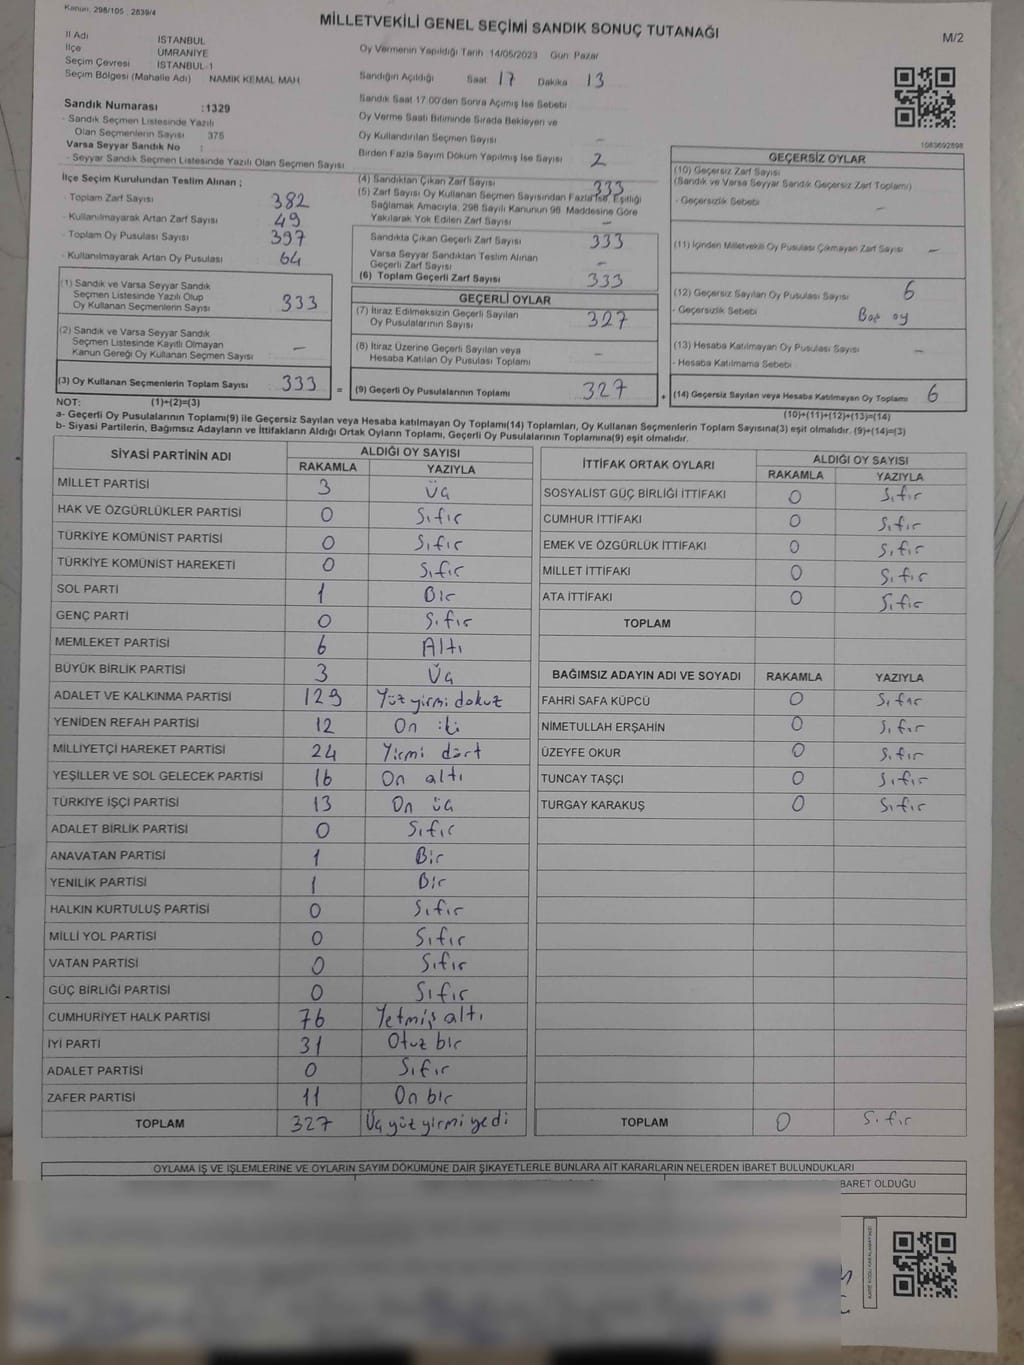 Kanun; 298/105 , 2839/4
MİLLETVEKİLİ GENEL SEÇİMİ SANDIK SONUÇ TUTANAĞI
M/2
İl Adı İSTANBUL
İlçe ÜMRANİYE
Seçim Çevresi İSTANBUL-1
Seçim Bölgesi (Mahalle Adı) NAMIK KEMAL MAH
Sandık Numarası :1329
- Sandık Seçmen Listesinde Yazılı
Olan Seçmenlerin Sayısı 376
Varsa Seyyar Sandık No :
- Seyyar Sandık Seçmen Listesinde Yazılı Olan Seçmen Sayısı
İlçe Seçim Kurulundan Teslim Alınan ;
- Toplam Zarf Sayısı 382
- Kullanılmayarak Artan Zarf Sayısı 49
- Toplam Oy Pusulası Sayısı 397
- Kullanılmayarak Artan Oy Pusulası 64
(1) Sandık ve Varsa Seyyar Sandık
Seçmen Listesinde Yazılı Olup
Oy Kullanan Seçmenlerin Sayısı 333
(2) Sandık ve Varsa Seyyar Sandık
Seçmen Listesinde Kayıtlı Olmayan
Kanun Gereği Oy Kullanan Seçmen Sayısı –
(3) Oy Kullanan Seçmenlerin Toplam Sayısı 333 =
Oy Vermenin Yapıldığı Tarih 14/05/2023 Gün: Pazar
Sandığın Açıldığı Saat 17 Dakika 13
Sandık Saat 17:00'den Sonra Açılmış İse Sebebi
Oy Verme Saati Bitiminde Sırada Bekleyen ve
Oy Kullandırılan Seçmen Sayısı –
Birden Fazla Sayım Döküm Yapılmış İse Sayısı 2
(4) Sandıktan Çıkan Zarf Sayısı 333
(5) Zarf Sayısı Oy Kullanan Seçmen Sayısından Fazla İse, Eşitliği
Sağlamak Amacıyla, 298 Sayılı Kanunun 98. Maddesine Göre
Yakılarak Yok Edilen Zarf Sayısı –
Sandıkta Çıkan Geçerli Zarf Sayısı 333
Varsa Seyyar Sandıktan Teslim Alınan
Geçerli Zarf Sayısı –
(6) Toplam Geçerli Zarf Sayısı 333
GEÇERLİ OYLAR
(7) İtiraz Edilmeksizin Geçerli Sayılan
Oy Pusulalarının Sayısı 327
(8) İtiraz Üzerine Geçerli Sayılan veya
Hesaba Katılan Oy Pusulası Toplamı –
(9) Geçerli Oy Pusulalarının Toplamı 327 +
1083692898
GEÇERSİZ OYLAR
(10) Geçersiz Zarf Sayısı
(Sandık ve Varsa Seyyar Sandık Geçersiz Zarf Toplamı)
- Geçersizlik Sebebi –
(11) İçinden Milletvekili Oy Pusulası Çıkmayan Zarf Sayısı –
(12) Geçersiz Sayılan Oy Pusulası Sayısı 6
- Geçersizlik Sebebi Boş oy
(13) Hesaba Katılmayan Oy Pusulası Sayısı –
- Hesaba Katılmama Sebebi
(14) Geçersiz Sayılan veya Hesaba Katılmayan Oy Toplamı 6
NOT: (1)+(2)=(3) (10)+(11)+(12)+(13)=(14)
a- Geçerli Oy Pusulalarının Toplamı(9) ile Geçersiz Sayılan veya Hesaba katılmayan Oy Toplamı(14) Toplamları, Oy Kullanan Seçmenlerin Toplam Sayısına(3) eşit olmalıdır. (9)+(14)=(3)
b- Siyasi Partilerin, Bağımsız Adayların ve İttifakların Aldığı Ortak Oyların Toplamı, Geçerli Oy Pusulalarının Toplamına(9) eşit olmalıdır.
SİYASİ PARTİNİN ADI ALDIĞI OY SAYISI
RAKAMLA YAZIYLA
MİLLET PARTİSİ 3 Üç
HAK VE ÖZGÜRLÜKLER PARTİSİ 0 Sıfır
TÜRKİYE KOMÜNİST PARTİSİ 0 Sıfır
TÜRKİYE KOMÜNİST HAREKETİ 0 Sıfır
SOL PARTİ 1 Bir
GENÇ PARTİ 0 Sıfır
MEMLEKET PARTİSİ 6 Altı
BÜYÜK BİRLİK PARTİSİ 3 Üç
ADALET VE KALKINMA PARTİSİ 129 Yüz yirmi dokuz
YENİDEN REFAH PARTİSİ 12 On iki
MİLLİYETÇİ HAREKET PARTİSİ 24 Yirmi dört
YEŞİLLER VE SOL GELECEK PARTİSİ 16 On altı
TÜRKİYE İŞÇİ PARTİSİ 13 On üç
ADALET BİRLİK PARTİSİ 0 Sıfır
ANAVATAN PARTİSİ 1 Bir
YENİLİK PARTİSİ 1 Bir
HALKIN KURTULUŞ PARTİSİ 0 Sıfır
MİLLİ YOL PARTİSİ 0 Sıfır
VATAN PARTİSİ 0 Sıfır
GÜÇ BİRLİĞİ PARTİSİ 0 Sıfır
CUMHURİYET HALK PARTİSİ 76 Yetmiş altı
İYİ PARTİ 31 Otuz bir
ADALET PARTİSİ 0 Sıfır
ZAFER PARTİSİ 11 On bir
TOPLAM 327 Üç yüz yirmi yedi
İTTİFAK ORTAK OYLARI ALDIĞI OY SAYISI
RAKAMLA YAZIYLA
SOSYALİST GÜÇ BİRLİĞİ İTTİFAKI 0 Sıfır
CUMHUR İTTİFAKI 0 Sıfır
EMEK VE ÖZGÜRLÜK İTTİFAKI 0 Sıfır
MİLLET İTTİFAKI 0 Sıfır
ATA İTTİFAKI 0 Sıfır
TOPLAM
BAĞIMSIZ ADAYIN ADI VE SOYADI RAKAMLA YAZIYLA
FAHRİ SAFA KÜPCÜ 0 Sıfır
NİMETULLAH ERŞAHİN 0 Sıfır
ÜZEYFE OKUR 0 Sıfır
TUNCAY TAŞÇI 0 Sıfır
TURGAY KARAKUŞ 0 Sıfır
TOPLAM 0 Sıfır
OYLAMA İŞ VE İŞLEMLERİNE VE OYLARIN SAYIM DÖKÜMÜNE DAİR ŞİKAYETLERLE BUNLARA AİT KARARLARIN NELERDEN İBARET BULUNDUKLARI
BARET OLDUĞU